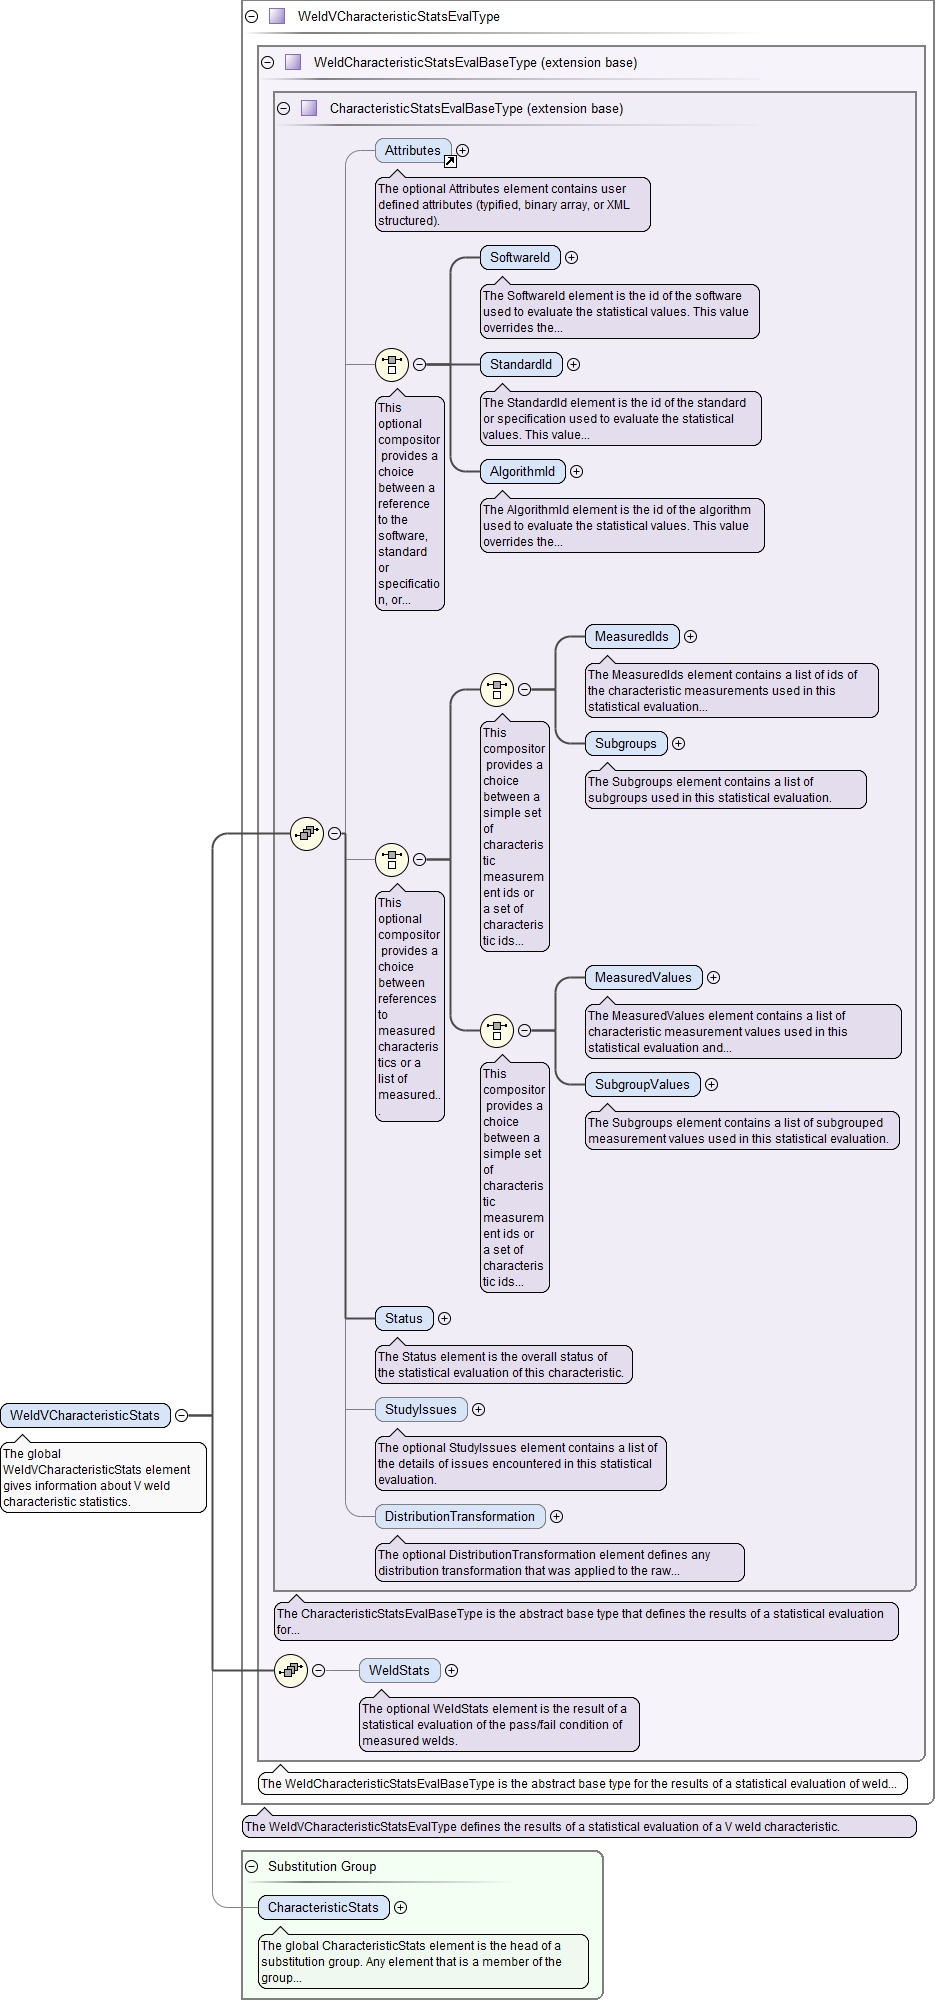 WeldVCharacteristicStatsEvalType
WeldCharacteristicStatsEvalBaseType (extension base)
CharacteristicStatsEvalBaseType (extension base)
Attributes
The optional Attributes element contains user
defined attributes (typified, binary array, or XML
structured).
SoftwareId
The SoftwareId element is the id of the software
used to evaluate the statistical values. This value
overrides the...
StandardId
The StandardId element is the id of the standard
or specification used to evaluate the statistical
values. This value...
AlgorithmId
The AlgorithmId element is the id of the algorithm
used to evaluate the statistical values. This value
overrides the...
This
optional
compositor
provides a
choice
between a
reference
to the
software,
standard
or
specificatio
n, or...
MeasuredIds
The MeasuredIds element contains a list of ids of
the characteristic measurements used in this
statistical evaluation...
Subgroups
The Subgroups element contains a list of
subgroups used in this statistical evaluation.
This
compositor
provides a
choice
between a
simple set
of
characteris
tic
measurem
ent ids or
a set of
characteris
tic ids...
This
optional
compositor
provides a
choice
between
references
to
measured
characteris
tics or a
list of
measured..
.
MeasuredValues
The MeasuredValues element contains a list of
characteristic measurement values used in this
statistical evaluation and...
SubgroupValues
The Subgroups element contains a list of subgrouped
measurement values used in this statistical evaluation.
This
compositor
provides a
choice
between a
simple set
of
characteris
tic
measurem
ent ids or
a set of
characteris
tic ids...
Status
The Status element is the overall status of
the statistical evaluation of this characteristic.
StudyIssues
The optional StudyIssues element contains a list of
the details of issues encountered in this statistical
evaluation.
DistributionTransformation
The optional DistributionTransformation element defines any
distribution transformation that was applied to the raw...
WeldVCharacteristicStats
The global
WeldVCharacteristicStats element
gives information about V weld
characteristic statistics.
The CharacteristicStatsEvalBaseType is the abstract base type that defines the results of a statistical evaluation
for...
WeldStats
The optional WeldStats element is the result of a
statistical evaluation of the pass/fail condition of
measured welds.
The WeldCharacteristicStatsEvalBaseType is the abstract base type for the results of a statistical evaluation of weld...
The WeldVCharacteristicStatsEvalType defines the results of a statistical evaluation of a V weld characteristic.
Substitution Group
CharacteristicStats
The global CharacteristicStats element is the head of a
substitution group. Any element that is a member of the
group...